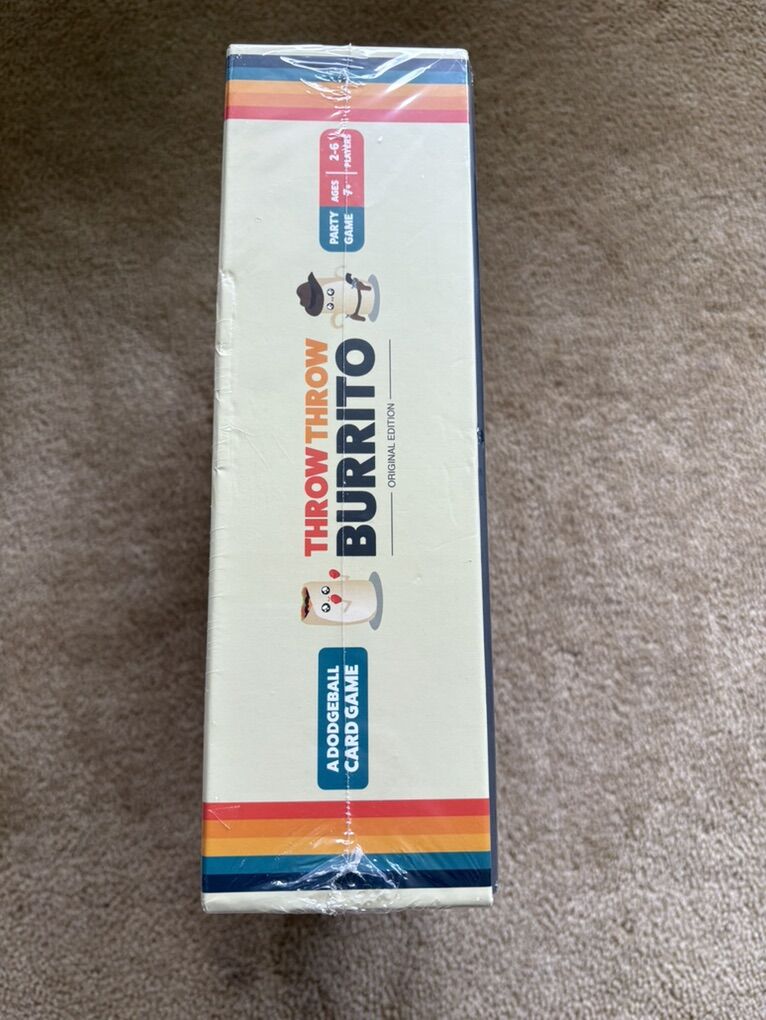 A DODGEBALL
CARD GAME
THROW THROW
BURRITO
ORIGINAL EDITION
PARTY
GAME
AGES
7+
2-6
PLAYERS